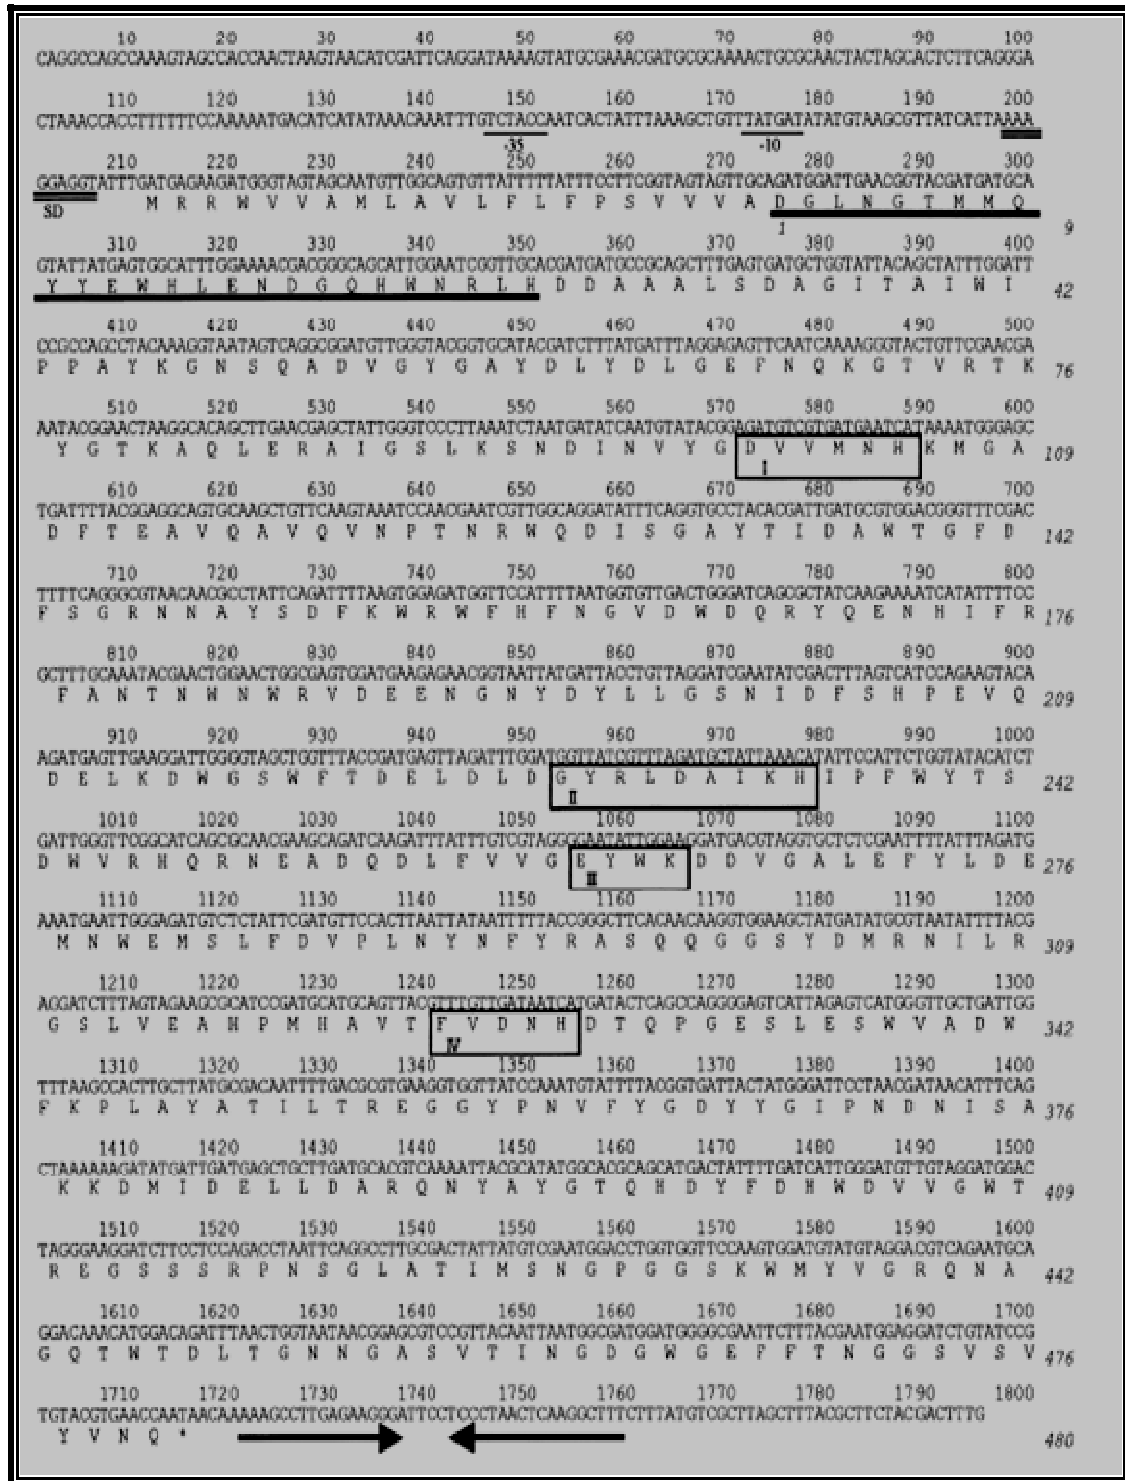 10 20 30 40 50 60 70 80 90 100
CAGGCCAGCCAAAGTAGCCACCAACTAAGTAACATCGATTCAGGATAAAAGTATGCGAAACGATGCGCAAAACTGCGCAACTACTAGCACTCTTCAGGGA
110 120 130 140 150 160 170 180 190 200
CTAAACCACCTTTTTTCCAAAAATGACATCATATAAACAAATTTGTCTACCAATCACTATTTAAAGCTGTTTATGATATATGTAAGCGTTATCATTAAAA
-35 -10
210 220 230 240 250 260 270 280 290 300
GGAGGTATTTGATGAGAAGATGGGTAGTAGCAATGTTGGCAGTGTTATTTTTATTTCCTTCGGTAGTAGTTGCAGATGGATTGAACGGTACGATGATGCA
SD M R R W V V A M L A V L F L F P S V V V A D G L N G T M M Q
1 9
310 320 330 340 350 360 370 380 390 400
GTATTATGAGTGGCATTTGGAAAACGACGGGCAGCATTGGAATCGGTTGCACGATGATGCCGCAGCTTTGAGTGATGCTGGTATTACAGCTATTTGGATT
Y Y E W H L E N D G Q H W N R L H D D A A A L S D A G I T A I W I 42
410 420 430 440 450 460 470 480 490 500
CCGCCAGCCTACAAAGGTAATAGTCAGGCGGATGTTGGGTACGGTGCATACGATCTTTATGATTTAGGAGAGTTCAATCAAAAGGGTACTGTTCGAACGA
P P A Y K G N S Q A D V G Y G A Y D L Y D L G E F N Q K G T V R T K 76
510 520 530 540 550 560 570 580 590 600
AATACGGAACTAAGGCACAGCTTGAACGAGCTATTGGGTCCCTTAAATCTAATGATATCAATGTATACGGAGATGTCGTGATGAATCATAAAATGGGAGC
Y G T K A Q L E R A I G S L K S N D I N V Y G D V V M N H K M G A 109
I
610 620 630 640 650 660 670 680 690 700
TGATTTTACGGAGGCAGTGCAAGCTGTTCAAGTAAATCCAACGAATCGTTGGCAGGATATTTCAGGTGCCTACACGATTGATGCGTGGACGGGTTTCGAC
D F T E A V Q A V Q V N P T N R W Q D I S G A Y T I D A W T G F D 142
710 720 730 740 750 760 770 780 790 800
TTTTCAGGGCGTAACAACGCCTATTCAGATTTTAAGTGGAGATGGTTCCATTTTAATGGTGTTGACTGGGATCAGCGCTATCAAGAAAATCATATTTTCC
F S G R N N A Y S D F K W R W F H F N G V D W D Q R Y Q E N H I F R 176
810 820 830 840 850 860 870 880 890 900
GCTTTGCAAATACGAACTGGAACTGGCGAGTGGATGAAGAGAACGGTAATTATGATTACCTGTTAGGATCGAATATCGACTTTAGTCATCCAGAAGTACA
F A N T N W N W R V D E E N G N Y D Y L L G S N I D F S H P E V Q 209
910 920 930 940 950 960 970 980 990 1000
AGATGAGTTGAAGGATTGGGGTAGCTGGTTTACCGATGAGTTAGATTTGGATGGTTATCGTTTAGATGCTATTAAACATATTCCATTCTGGTATACATCT
D E L K D W G S W F T D E L D L D G Y R L D A I K H I P F W Y T S 242
II
1010 1020 1030 1040 1050 1060 1070 1080 1090 1100
GATTGGGTTCGGCATCAGCGCAACGAAGCAGATCAAGATTTATTTGTCGTAGGGGAATATTGGAAGGATGACGTAGGTGCTCTCGAATTTTATTTAGATG
D W V R H Q R N E A D Q D L F V V G E Y W K D D V G A L E F Y L D E 276
III
1110 1120 1130 1140 1150 1160 1170 1180 1190 1200
AAATGAATTGGGAGATGTCTCTATTCGATGTTCCACTTAATTATAATTTTTACCGGGCTTCACAACAAGGTGGAAGCTATGATATGCGTAATATTTTACG
M N W E M S L F D V P L N Y N F Y R A S Q Q G G S Y D M R N I L R 309
1210 1220 1230 1240 1250 1260 1270 1280 1290 1300
AGGATCTTTAGTAGAAGCGCATCCGATGCATGCAGTTACGTTTGTTGATAATCATGATACTCAGCCAGGGGAGTCATTAGAGTCATGGGTTGCTGATTGG
G S L V E A H P M H A V T F V D N H D T Q P G E S L E S W V A D W 342
IV
1310 1320 1330 1340 1350 1360 1370 1380 1390 1400
TTTAAGCCACTTGCTTATGCGACAATTTTGACGCGTGAAGGTGGTTATCCAAATGTATTTTACGGTGATTACTATGGGATTCCTAACGATAACATTTCAG
F K P L A Y A T I L T R E G G Y P N V F Y G D Y Y G I P N D N I S A 376
1410 1420 1430 1440 1450 1460 1470 1480 1490 1500
CTAAAAAAGATATGATTGATGAGCTGCTTGATGCACGTCAAAATTACGCATATGGCACGCAGCATGACTATTTTGATCATTGGGATGTTGTAGGATGGAC
K K D M I D E L L D A R Q N Y A Y G T Q H D Y F D H W D V V G W T 409
1510 1520 1530 1540 1550 1560 1570 1580 1590 1600
TAGGGAAGGATCTTCCTCCAGACCTAATTCAGGCCTTGCGACTATTATGTCGAATGGACCTGGTGGTTCCAAGTGGATGTATGTAGGACGTCAGAATGCA
R E G S S S R P N S G L A T I M S N G P G G S K W M Y V G R Q N A 442
1610 1620 1630 1640 1650 1660 1670 1680 1690 1700
GGACAAACATGGACAGATTTAACTGGTAATAACGGAGCGTCCGTTACAATTAATGGCGATGGATGGGGCGAATTCTTTACGAATGGAGGATCTGTATCCG
G Q T W T D L T G N N G A S V T I N G D G W G E F F T N G G S V S V 476
1710 1720 1730 1740 1750 1760 1770 1780 1790 1800
TGTACGTGAACCAATAACAAAAAGCCTTGAGAAGGGATTCCTCCCTAACTCAAGGCTTTCTTTATGTCGCTTAGCTTTACGCTTCTACGACTTTG
Y V N Q * 480